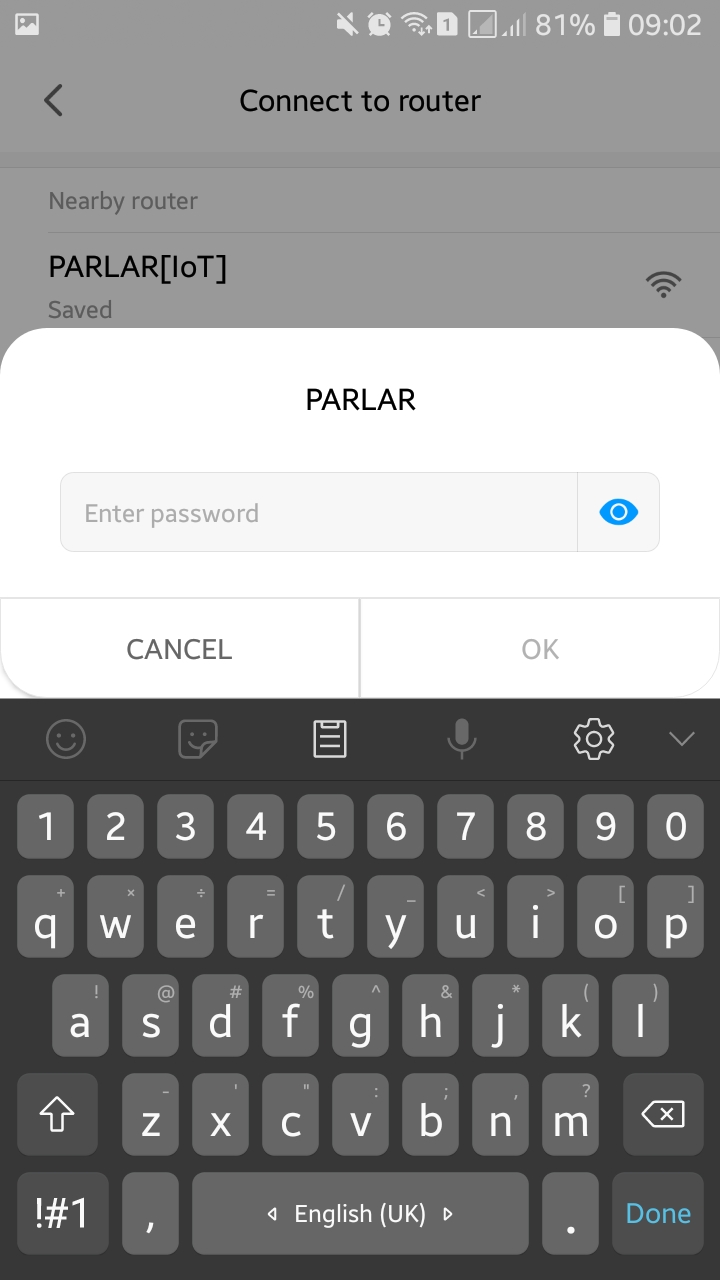 1 81% 09:02
Connect to router
Nearby router
PARLAR[IoT]
Saved
PARLAR
Enter password
CANCEL OK
1 2 3 4 5 6 7 8 9 0
+ × ÷ = / _ < > [ ]
q w e r t y u i o p
! @ # % ^ & * ( )
a s d f g h j k l
- ' " : ; , ?
z x c v b n m
!#1 , English (UK) . Done